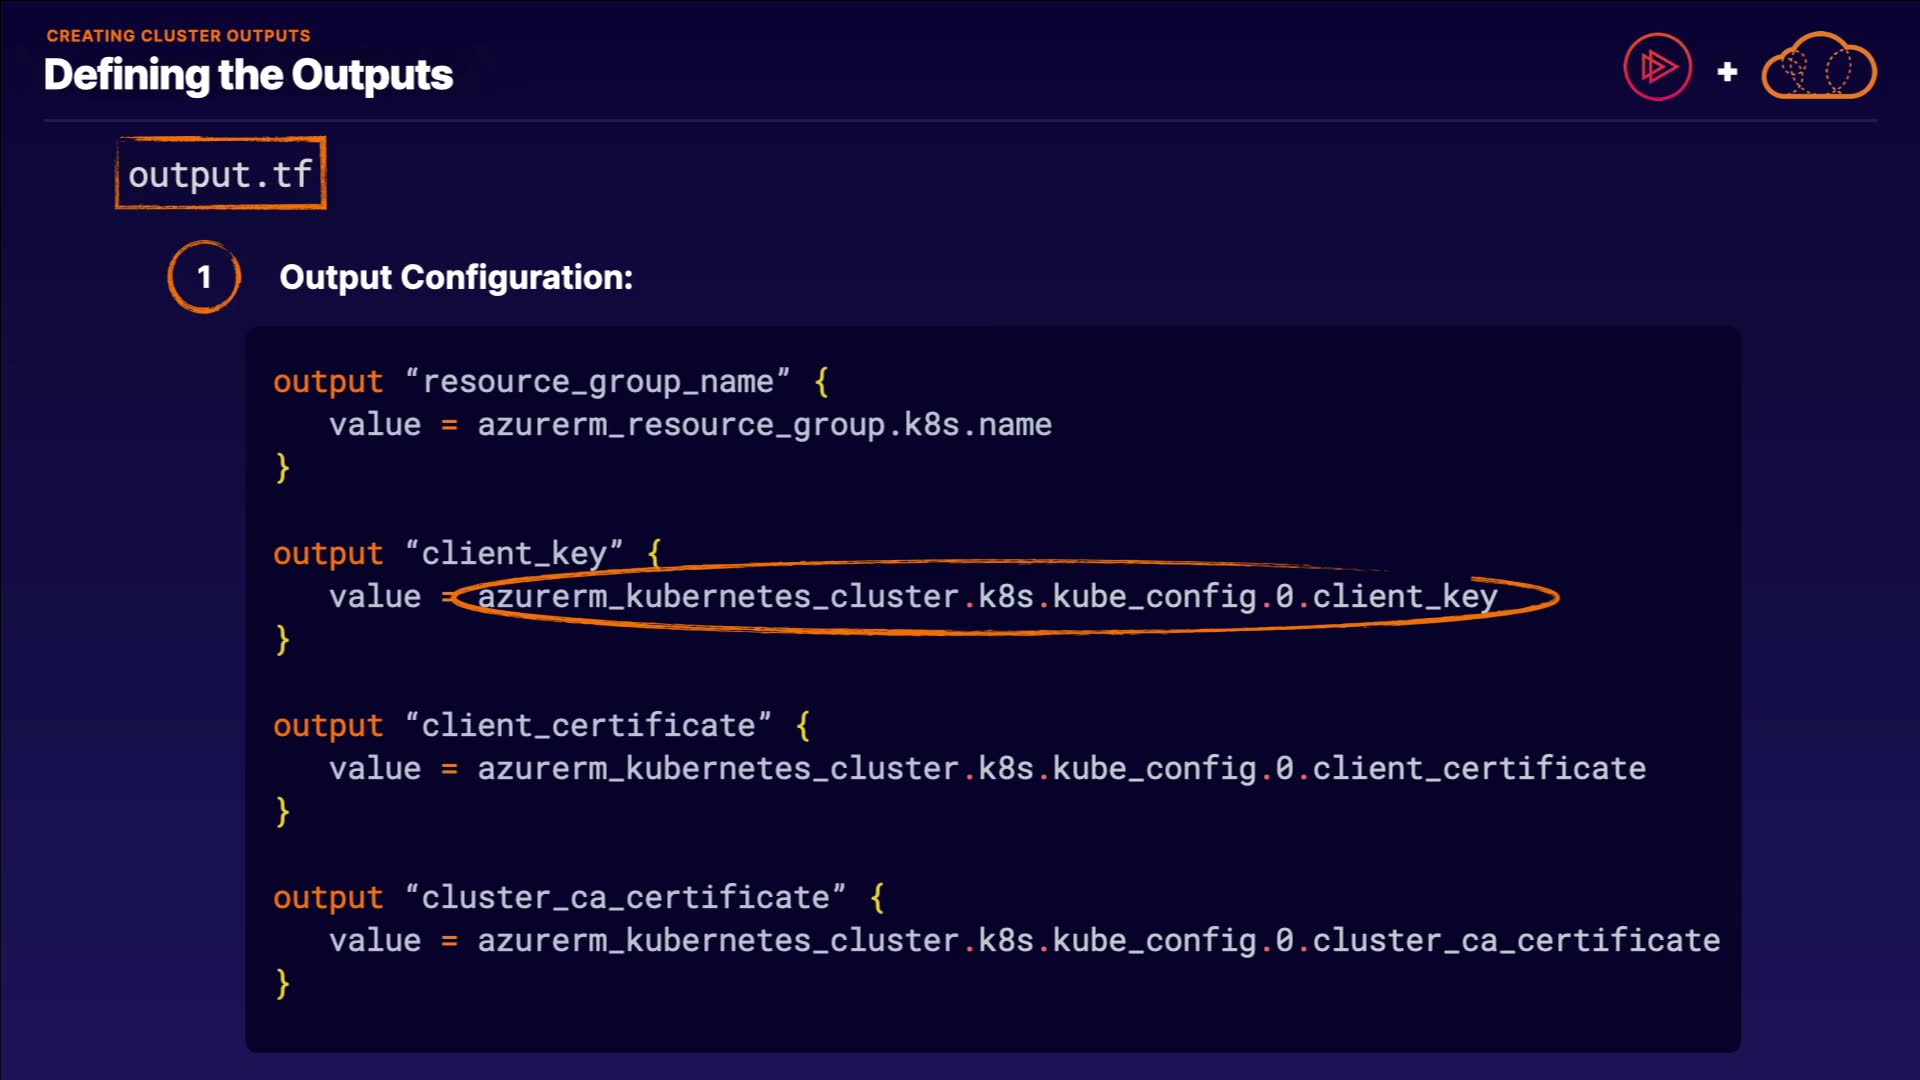 CREATING CLUSTER OUTPUTS
Defining the Outputs
+
output.tf
1 Output Configuration:
output “resource_group_name” {
value = azurerm_resource_group.k8s.name
}
output “client_key” {
value = azurerm_kubernetes_cluster.k8s.kube_config.0.client_key
}
output “client_certificate” {
value = azurerm_kubernetes_cluster.k8s.kube_config.0.client_certificate
}
output “cluster_ca_certificate” {
value = azurerm_kubernetes_cluster.k8s.kube_config.0.cluster_ca_certificate
}